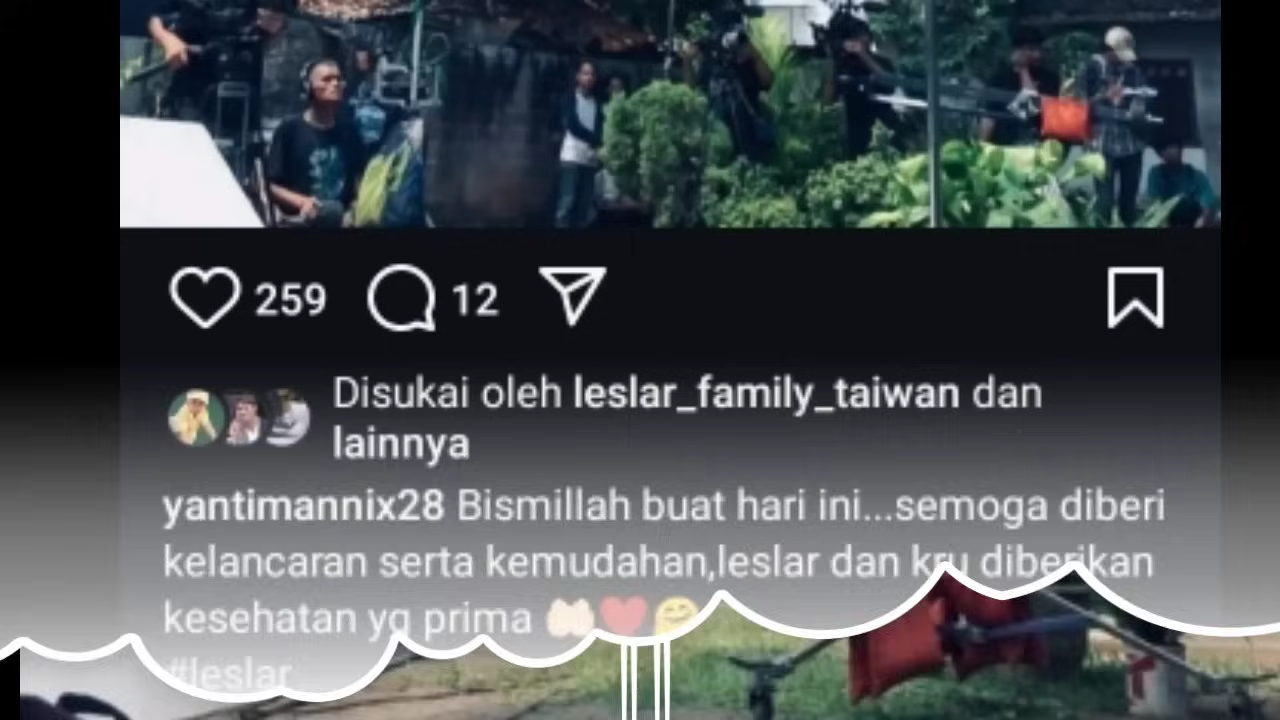 259 12
Disukai oleh leslar_family_taiwan dan
lainnya
yantimannix28 Bismillah buat hari ini...semoga diberi
kelancaran serta kemudahan,leslar dan kru diberikan
kesehatan yg prima 🤲🏻❤️🤗
#leslar